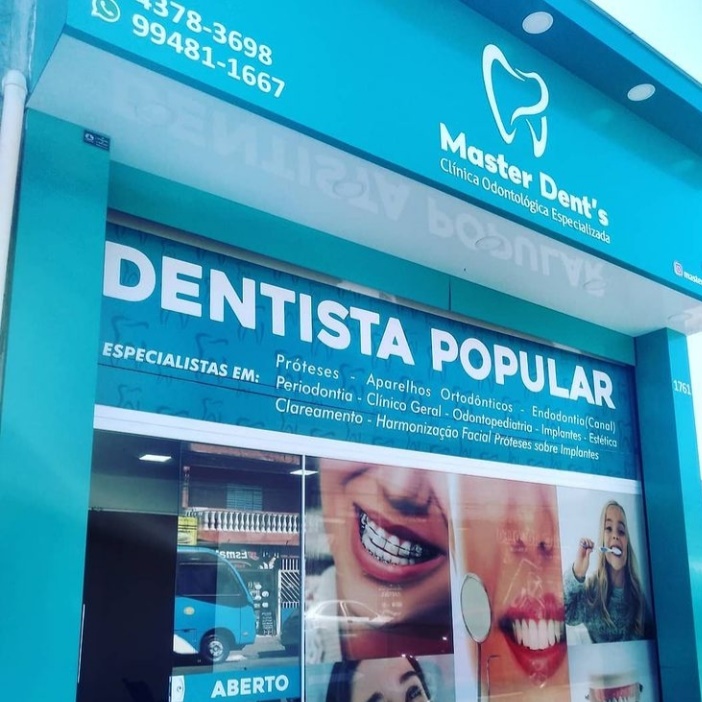 4378-3698
99481-1667
Master Dent's
Clínica Odontológica Especializada
DENTISTA POPULAR
ESPECIALISTAS EM:
Próteses - Aparelhos Ortodônticos - Endodontio(Canal)
Periodontia - Clínico Geral - Odontopediatria - Implantes - Estética
Clareamento - Harmonização Facial Próteses sobre Implantes
1761
ABERTO